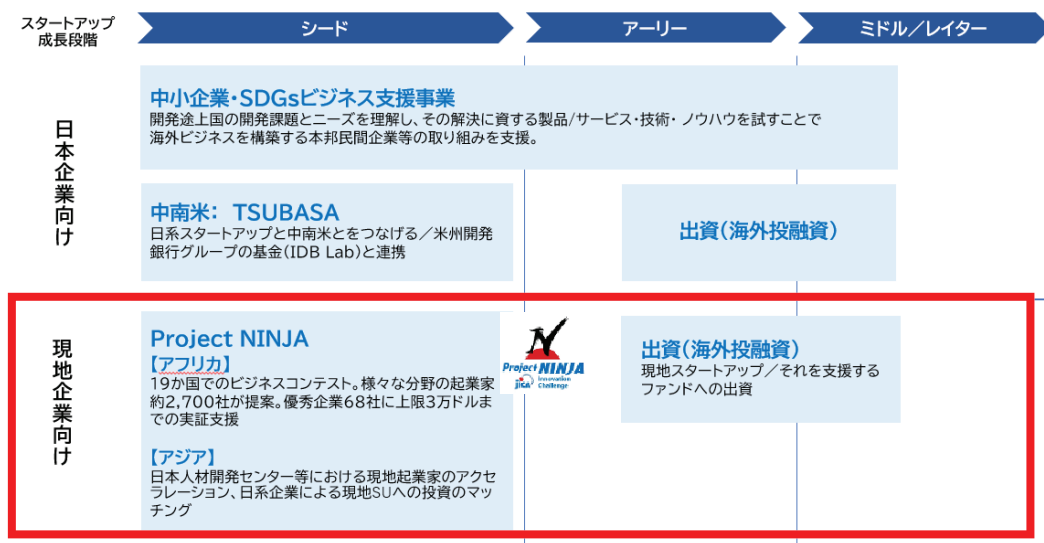 スタートアップ
成長段階
シード
アーリー
ミドル／レイター
日本企業向け
中小企業・SDGsビジネス支援事業
開発途上国の開発課題とニーズを理解し、その解決に資する製品/サービス・技術・ ノウハウを試すことで
海外ビジネスを構築する本邦民間企業等の取り組みを支援。
中南米： TSUBASA
日系スタートアップと中南米とをつなげる／米州開発
銀行グループの基金（IDB Lab）と連携
出資（海外投融資）
現地企業向け
Project NINJA
【アフリカ】
19か国でのビジネスコンテスト。様々な分野の起業家
約2,700社が提案。優秀企業68社に上限3万ドルま
での実証支援
【アジア】
日本人材開発センター等における現地起業家のアクセ
ラレーション、日系企業による現地SUへの投資のマッ
チング
Project NINJA
jica Innovation
Challenge
出資（海外投融資）
現地スタートアップ／それを支援する
ファンドへの出資